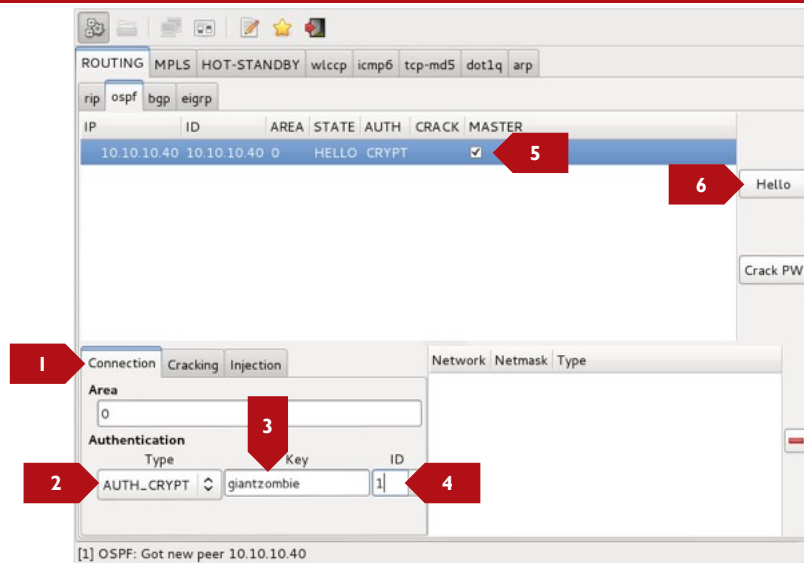 ROUTING MPLS HOT-STANDBY wlccp icmp6 tcp-md5 dot1q arp
rip ospf bgp eigrp
IP ID AREA STATE AUTH CRACK MASTER
10.10.10.40 10.10.10.40 0 HELLO CRYPT
5
6
Hello
Crack PW
1
Connection Cracking Injection
Network Netmask Type
Area
0
3
Authentication
Type Key ID
2
AUTH_CRYPT giantzombie 1
4
[1] OSPF: Got new peer 10.10.10.40